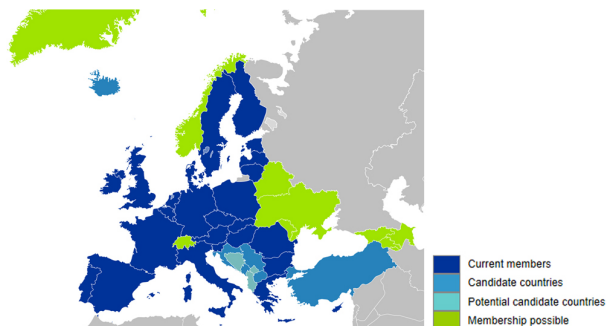 Current members
Candidate countries
Potential candidate countries
Membership possible